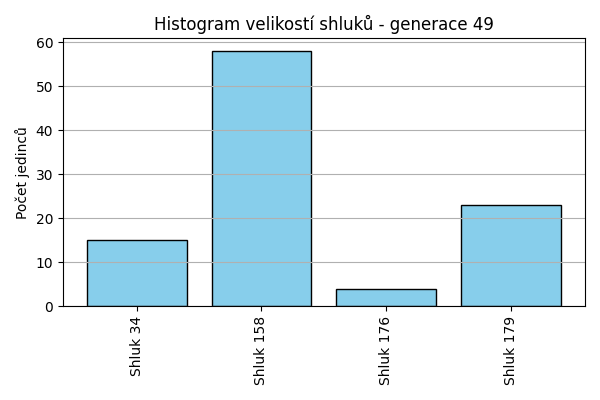 Histogram velikostí shluků - generace 49
Počet jedinců
60
50
40
30
20
10
0
Shluk 34
Shluk 158
Shluk 176
Shluk 179